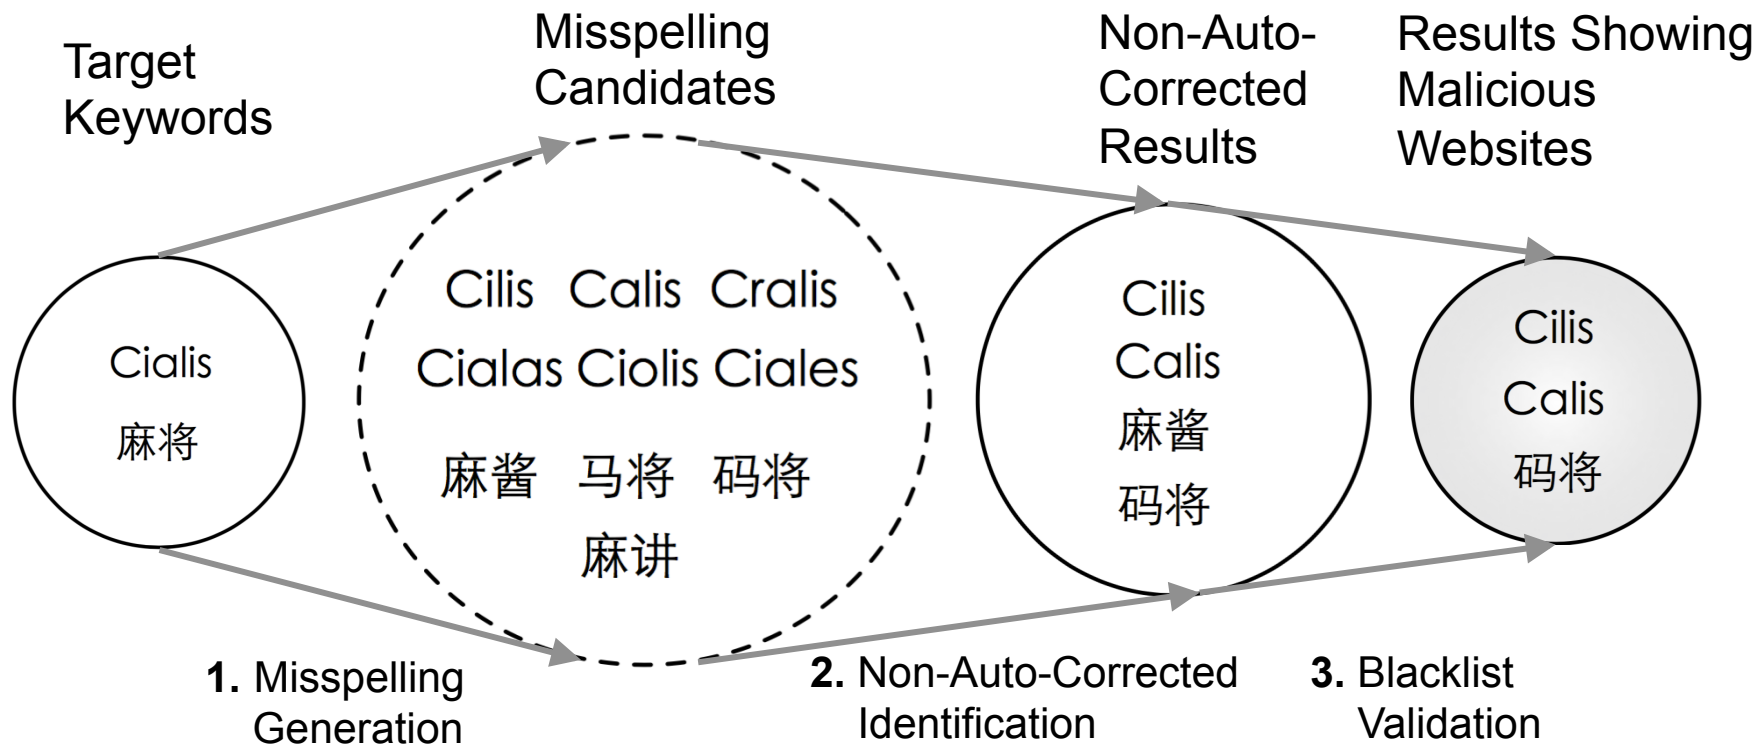 Target
Keywords
Misspelling
Candidates
Non-Auto-
Corrected
Results
Results Showing
Malicious
Websites
Cialis
麻将
Cilis Calis Cralis
Cialas Ciolis Ciales
麻酱 马将 码将
麻讲
Cilis
Calis
麻酱
码将
Cilis
Calis
码将
1. Misspelling
Generation
2. Non-Auto-Corrected
Identification
3. Blacklist
Validation